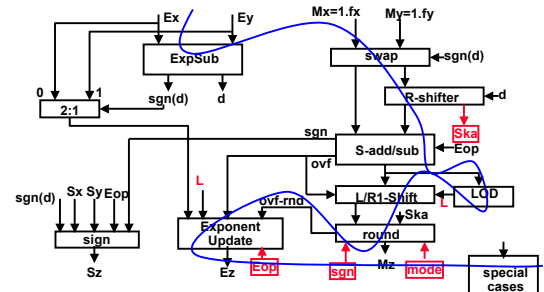 Ex Ey Mx=1.fx My=1.fy
ExpSub swap sgn(d)
0 1 sgn(d) d R-shifter d
2:1 Ska
sgn S-add/sub Eop
ovf
sgn(d) Sx Sy Eop L L/R1-Shift L LOD
ovf-rnd Ska
sign Exponent Update round
Sz Ez Eop sgn Mz mode special cases